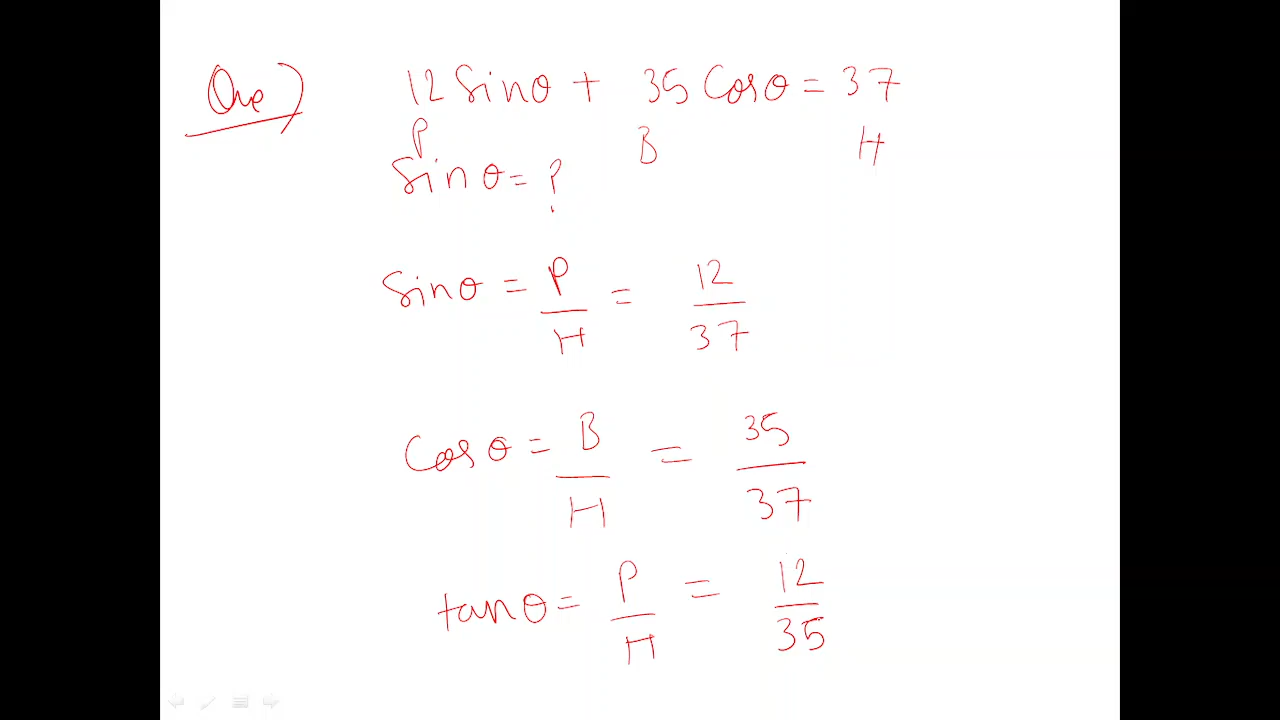 Que) 12 Sinθ + 35 Cosθ = 37
P B H
Sinθ = ?
Sinθ = P/H = 12/37
Cosθ = B/H = 35/37
tanθ = P/H = 12/35